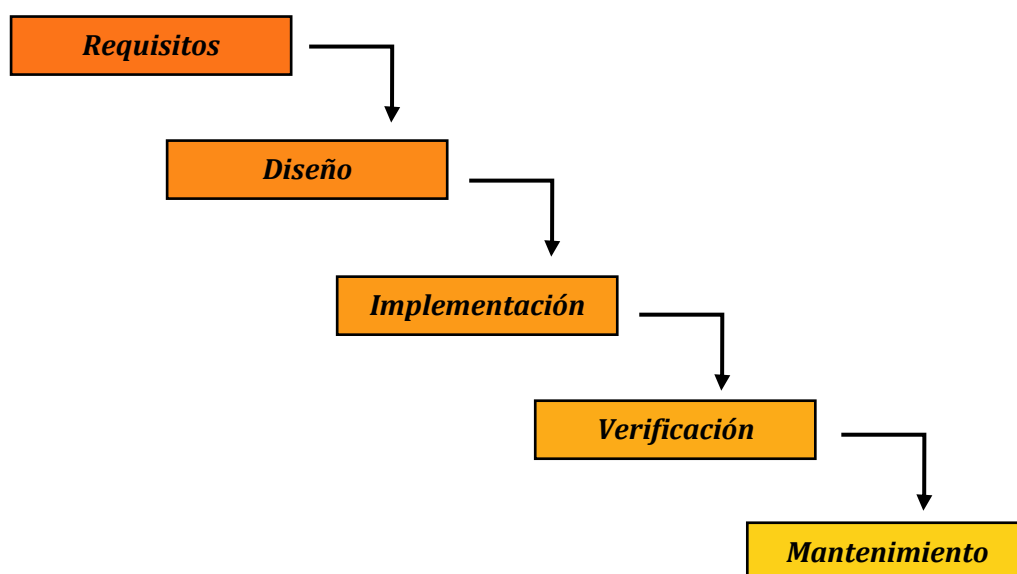 Requisitos
Diseño
Implementación
Verificación
Mantenimiento